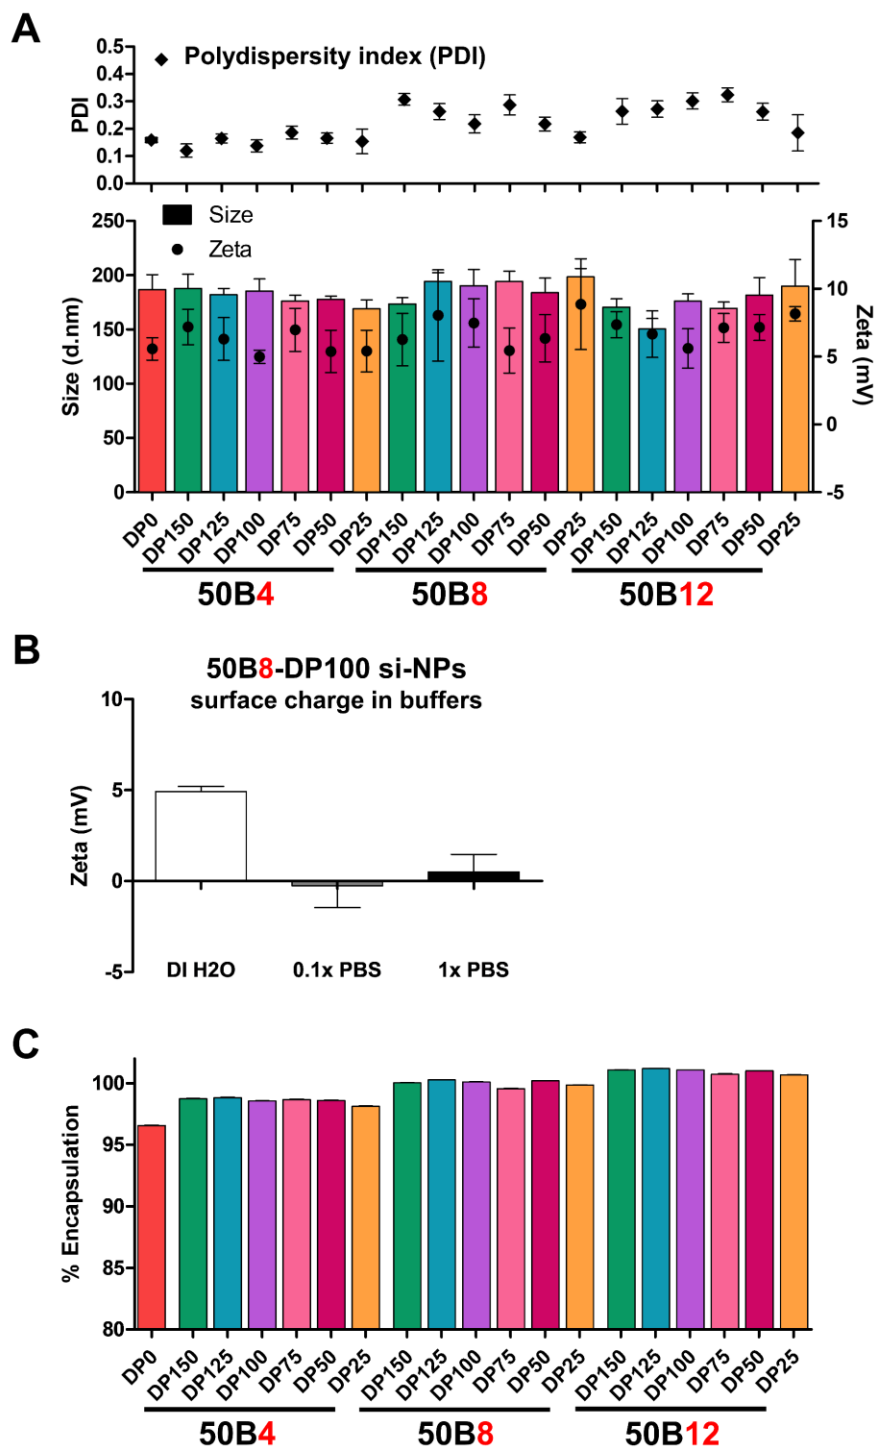 A
0.5
0.4
0.3
0.2
0.1
0.0
PDI
Polydispersity index (PDI)
250
200
150
100
50
0
Size (d.nm)
Size
Zeta
15
10
5
0
-5
Zeta (mV)
DP0 DP150 DP125 DP100 DP75 DP50 DP25 DP150 DP125 DP100 DP75 DP50 DP25 DP150 DP125 DP100 DP75 DP50 DP25
50B4 50B8 50B12
B
50B8-DP100 si-NPs
surface charge in buffers
10
5
0
-5
Zeta (mV)
DI H2O 0.1x PBS 1x PBS
C
100
95
90
85
80
% Encapsulation
DP0 DP150 DP125 DP100 DP75 DP50 DP25 DP150 DP125 DP100 DP75 DP50 DP25 DP150 DP125 DP100 DP75 DP50 DP25
50B4 50B8 50B12